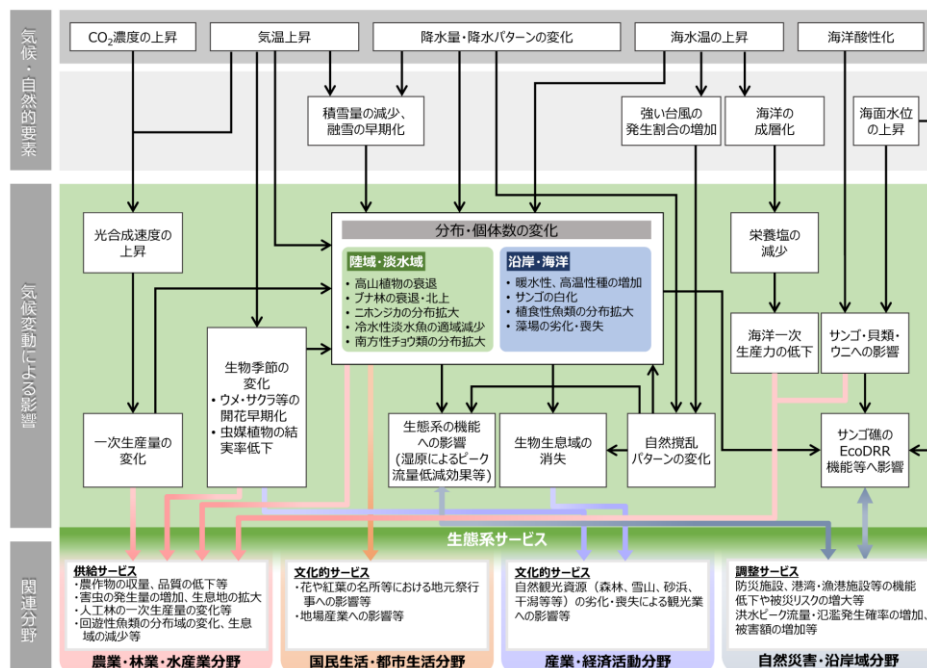 気候・自然的要素
CO2濃度の上昇
気温上昇
降水量・降水パターンの変化
海水温の上昇
海洋酸性化
積雪量の減少、
融雪の早期化
強い台風の
発生割合の増加
海洋の
成層化
海面水位
の上昇
気候変動による影響
光合成速度の
上昇
分布・個体数の変化
陸域・淡水域
• 高山植物の衰退
• ブナ林の衰退・北上
• ニホンジカの分布拡大
• 冷水性淡水魚の適域減少
• 南方性チョウ類の分布拡大
沿岸・海洋
• 暖水性、高温性種の増加
• サンゴの白化
• 植食性魚類の分布拡大
• 藻場の劣化・喪失
栄養塩の
減少
海洋一次
生産力の低下
サンゴ・貝類・
ウニへの影響
一次生産量の
変化
生物季節の
変化
• ウメ・サクラ等の
開花早期化
• 虫媒植物の結
実率低下
生態系の機能
への影響
(湿原によるピーク
流量低減効果等)
生物生息域の
消失
自然撹乱
パターンの変化
サンゴ礁の
EcoDRR
機能等へ影響
関連分野
生態系サービス
供給サービス
・農作物の収量、品質の低下等
・害虫の発生量の増加、生息地の拡大
・人工林の一次生産量の変化等
・回遊性魚類の分布域の変化、生息
域の減少等
農業・林業・水産業分野
文化的サービス
・花や紅葉の名所等における地元祭行
事への影響等
・地場産業への影響等
国民生活・都市生活分野
文化的サービス
自然観光資源（森林、雪山、砂浜、
干潟等等）の劣化・喪失による観光業
への影響等
産業・経済活動分野
調整サービス
防災施設、港湾・漁港施設等の機能
低下や被災リスクの増大等
洪水ピーク流量・氾濫発生確率の増加、
被害額の増加等
自然災害・沿岸域分野